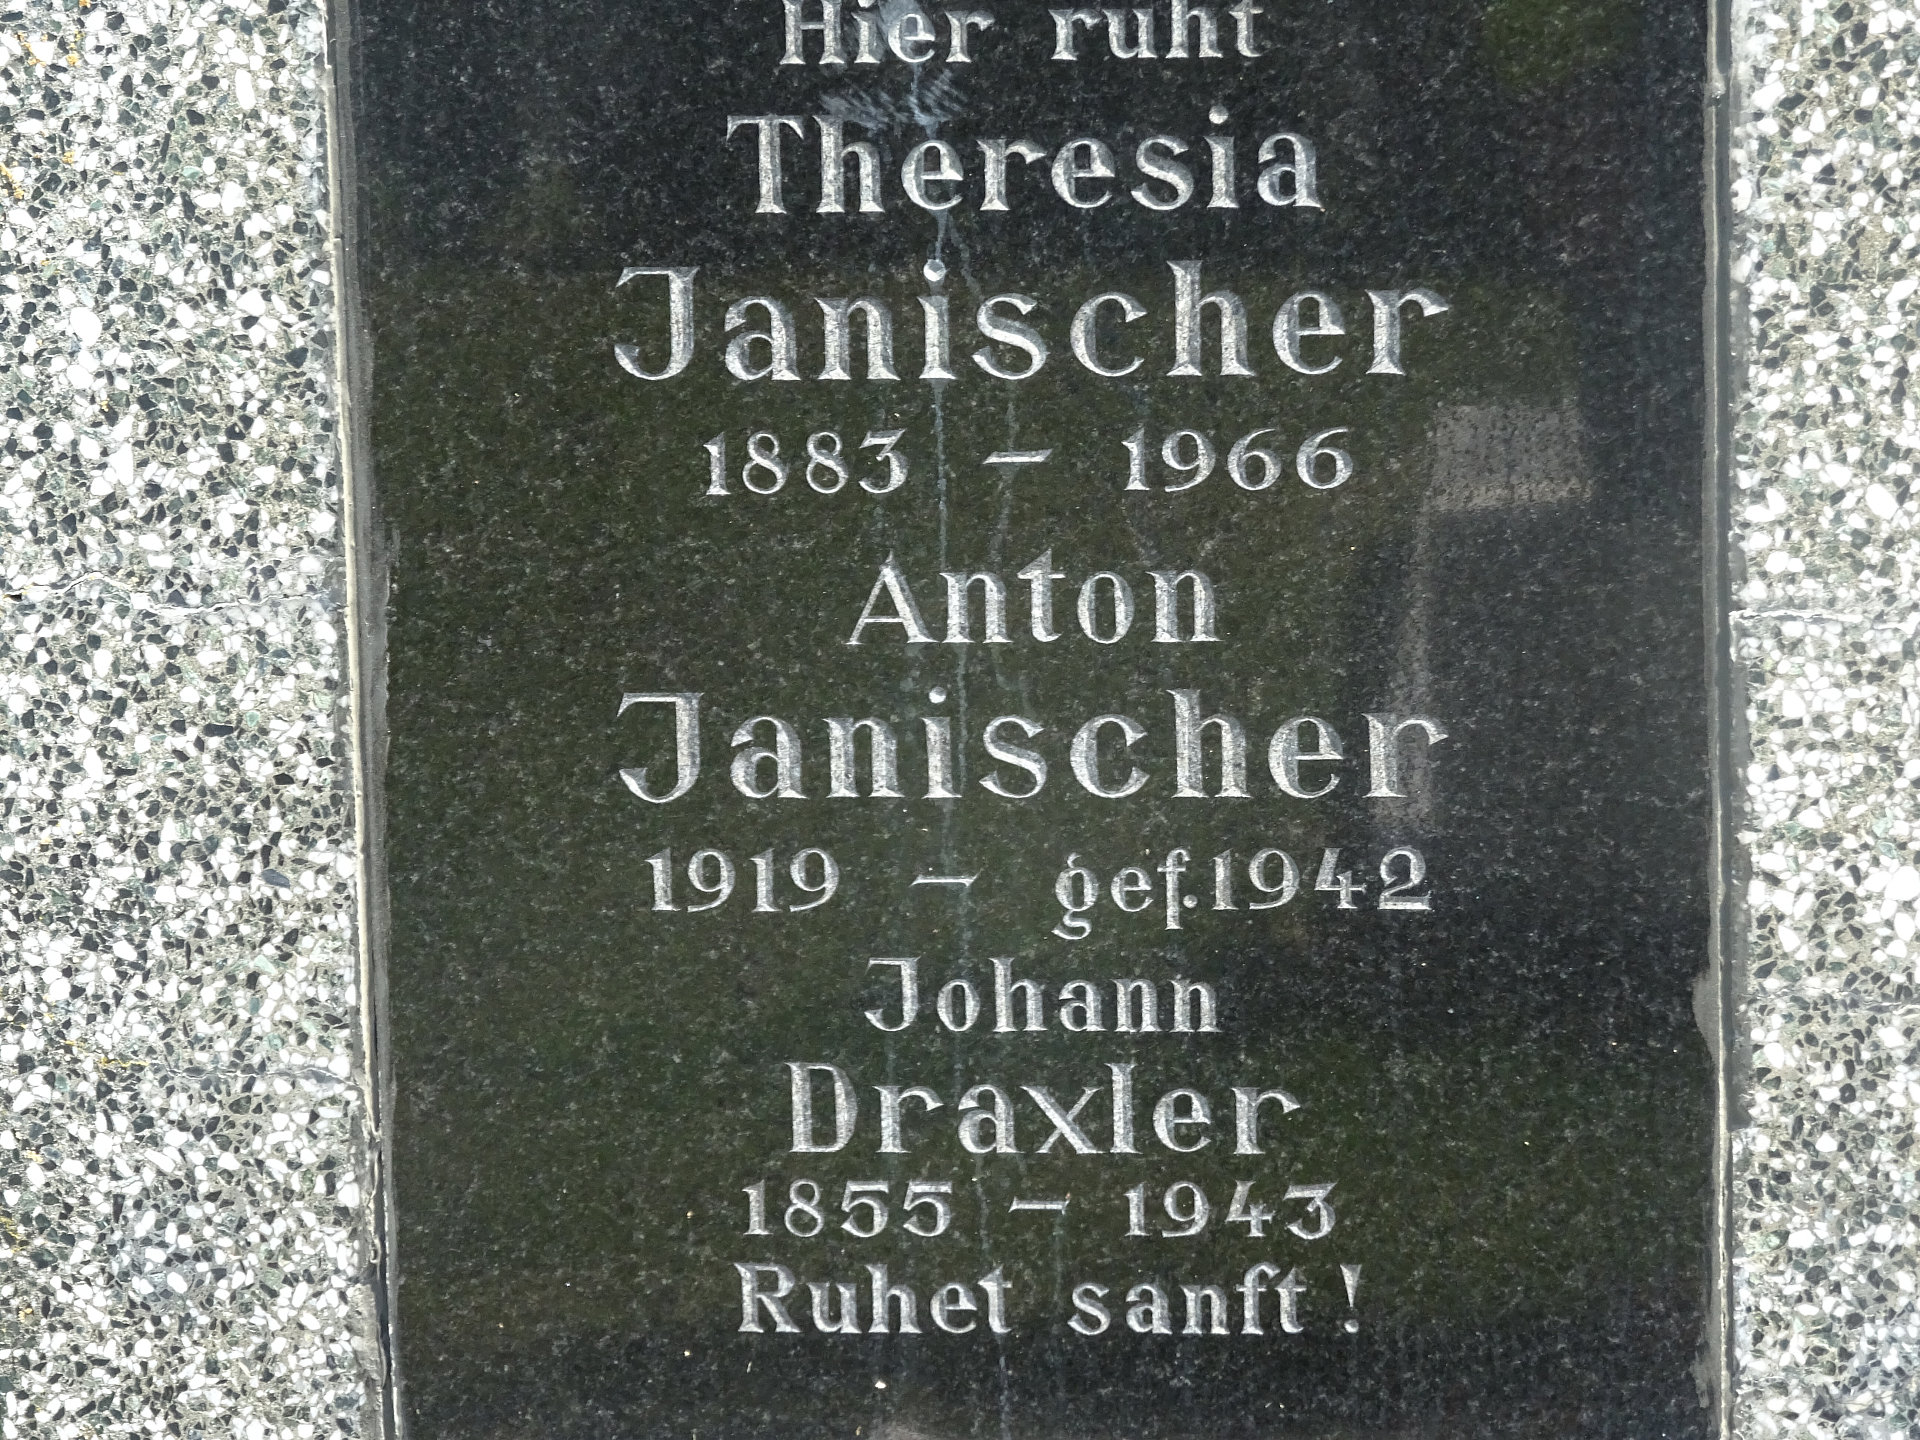 Hier ruht
Theresia
Janischer
1883 – 1966
Anton
Janischer
1919 – gef. 1942
Johann
Draxler
1855 – 1943
Ruhet sanft!